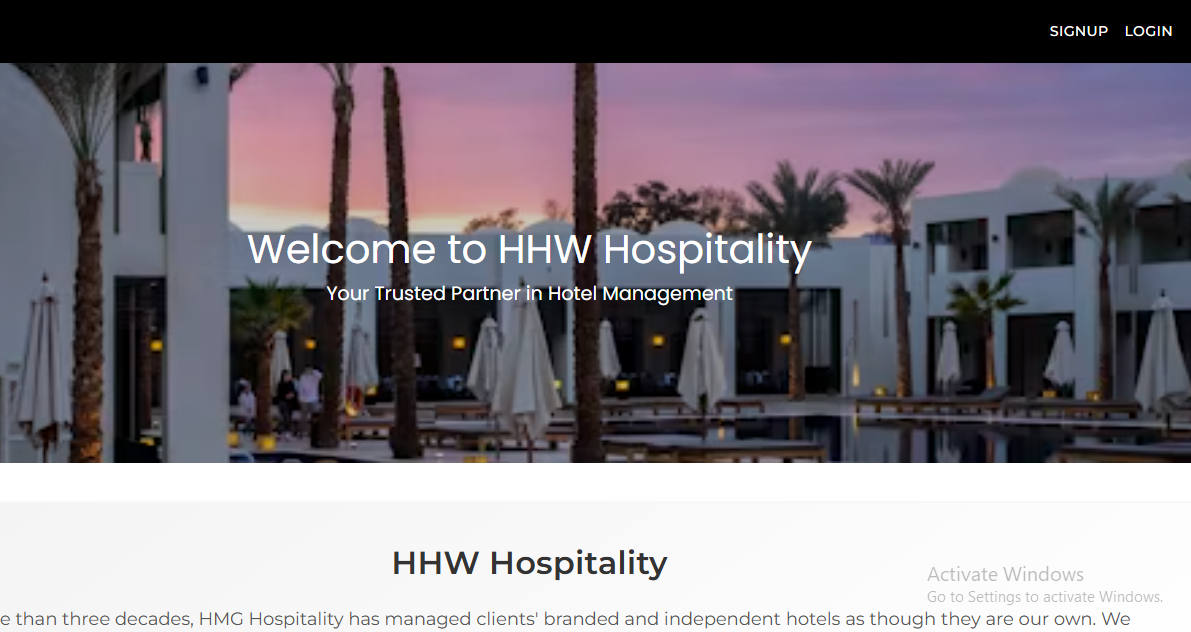 SIGNUP LOGIN
Welcome to HHW Hospitality
Your Trusted Partner in Hotel Management
HHW Hospitality
Activate Windows
Go to Settings to activate Windows.
than three decades, HMG Hospitality has managed clients' branded and independent hotels as though they are our own. We